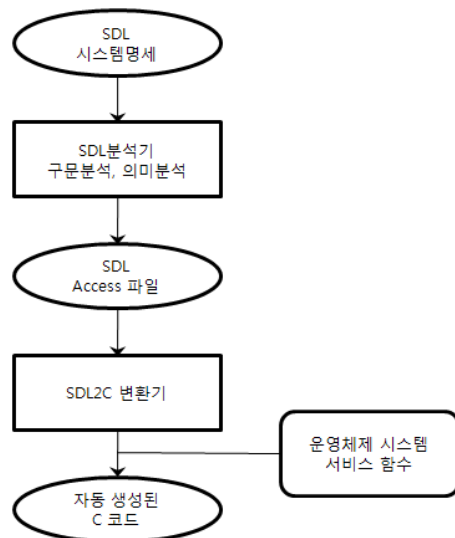 SDL
시스템명세
SDL분석기
구문분석, 의미분석
SDL
Access 파일
SDL2C 변환기
운영체제 시스템
서비스 함수
자동 생성된
C 코드